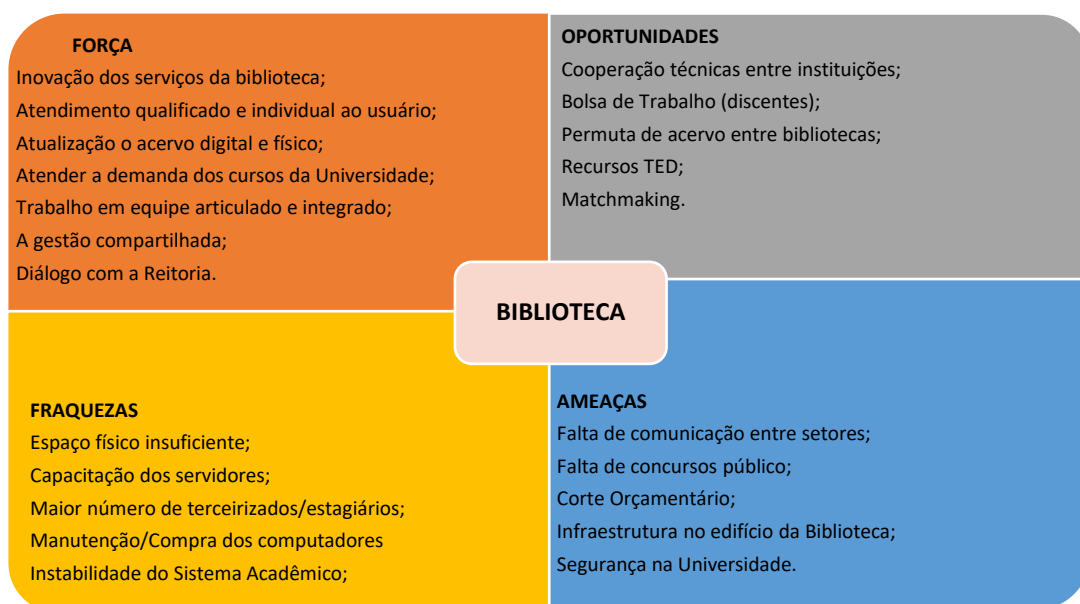 FORÇA
Inovação dos serviços da biblioteca;
Atendimento qualificado e individual ao usuário;
Atualização o acervo digital e físico;
Atender a demanda dos cursos da Universidade;
Trabalho em equipe articulado e integrado;
A gestão compartilhada;
Diálogo com a Reitoria.
OPORTUNIDADES
Cooperação técnicas entre instituições;
Bolsa de Trabalho (discentes);
Permuta de acervo entre bibliotecas;
Recursos TED;
Matchmaking.
BIBLIOTECA
FRAQUEZAS
Espaço físico insuficiente;
Capacitação dos servidores;
Maior número de terceirizados/estagiários;
Manutenção/Compra dos computadores
Instabilidade do Sistema Acadêmico;
AMEAÇAS
Falta de comunicação entre setores;
Falta de concursos público;
Corte Orçamentário;
Infraestrutura no edifício da Biblioteca;
Segurança na Universidade.